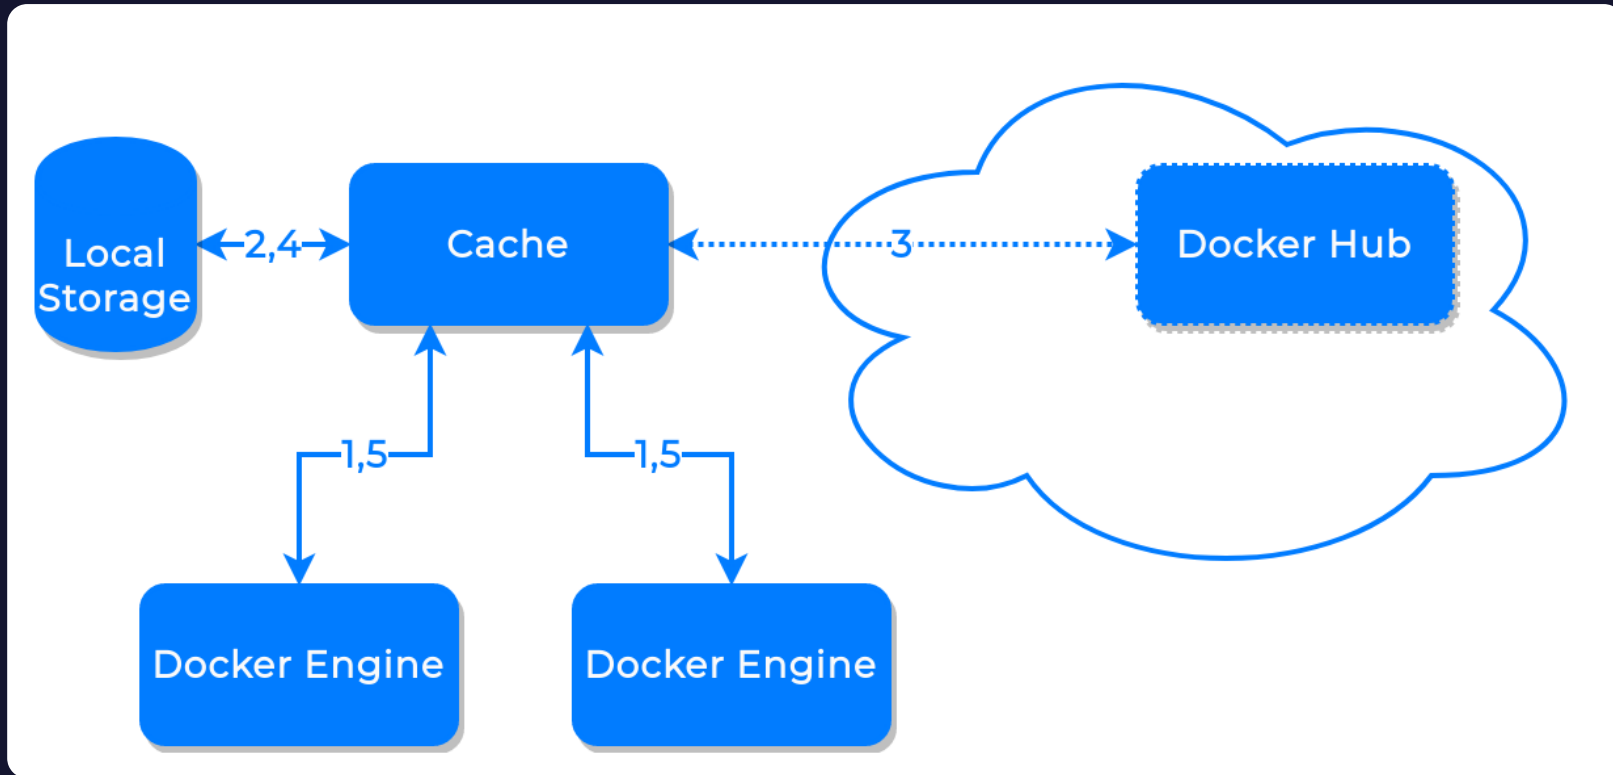 Local
Storage
2,4
Cache
3
Docker Hub
1,5
1,5
Docker Engine
Docker Engine